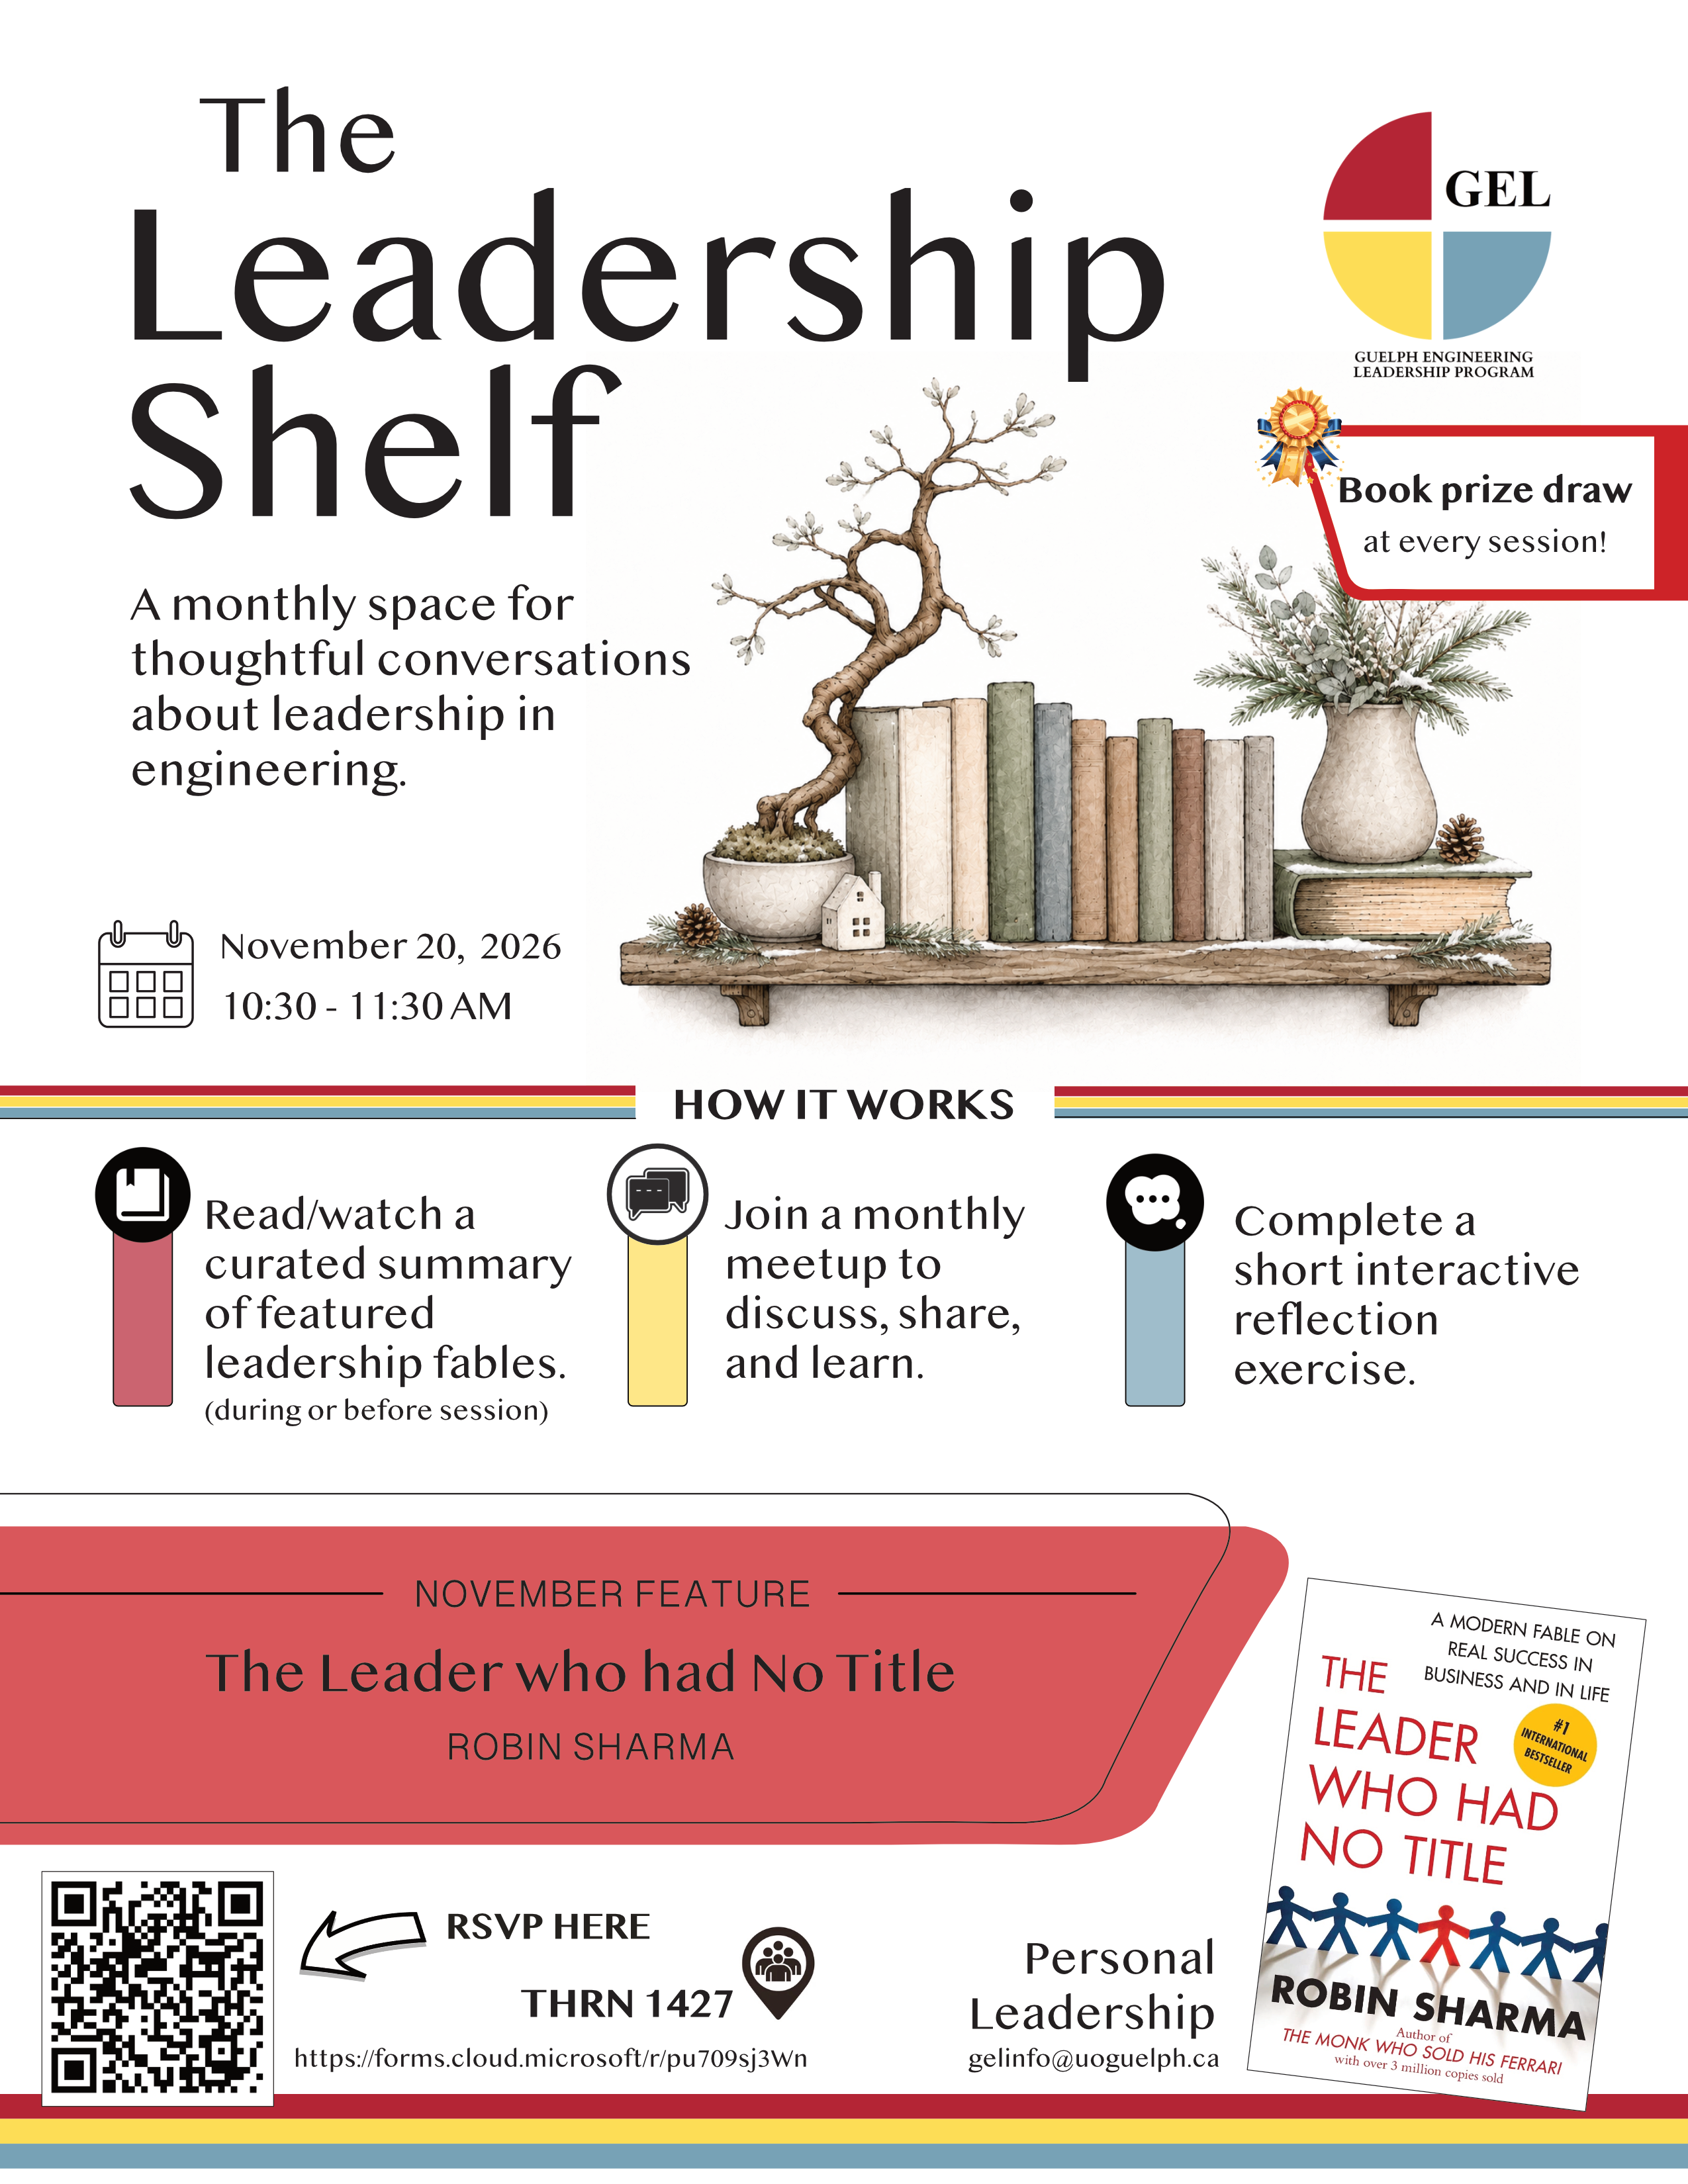 The
Leadership
Shelf
GEL
GUELPH ENGINEERING
LEADERSHIP PROGRAM
Book prize draw
at every session!
A monthly space for
thoughtful conversations
about leadership in
engineering.
November 20, 2026
10:30 - 11:30 AM
HOW IT WORKS
Read/watch a
curated summary
of featured
leadership fables.
(during or before session)
Join a monthly
meetup to
discuss, share,
and learn.
Complete a
short interactive
reflection
exercise.
NOVEMBER FEATURE
The Leader who had No Title
ROBIN SHARMA
A MODERN FABLE ON
REAL SUCCESS IN
BUSINESS AND IN LIFE
THE
LEADER
WHO HAD
NO TITLE
#1
INTERNATIONAL
BESTSELLER
ROBIN SHARMA
Author of
THE MONK WHO SOLD HIS FERRARI
with over 3 million copies sold
RSVP HERE
THRN 1427
https://forms.cloud.microsoft/r/pu709sj3Wn
Personal
Leadership
gelinfo@uoguelph.ca